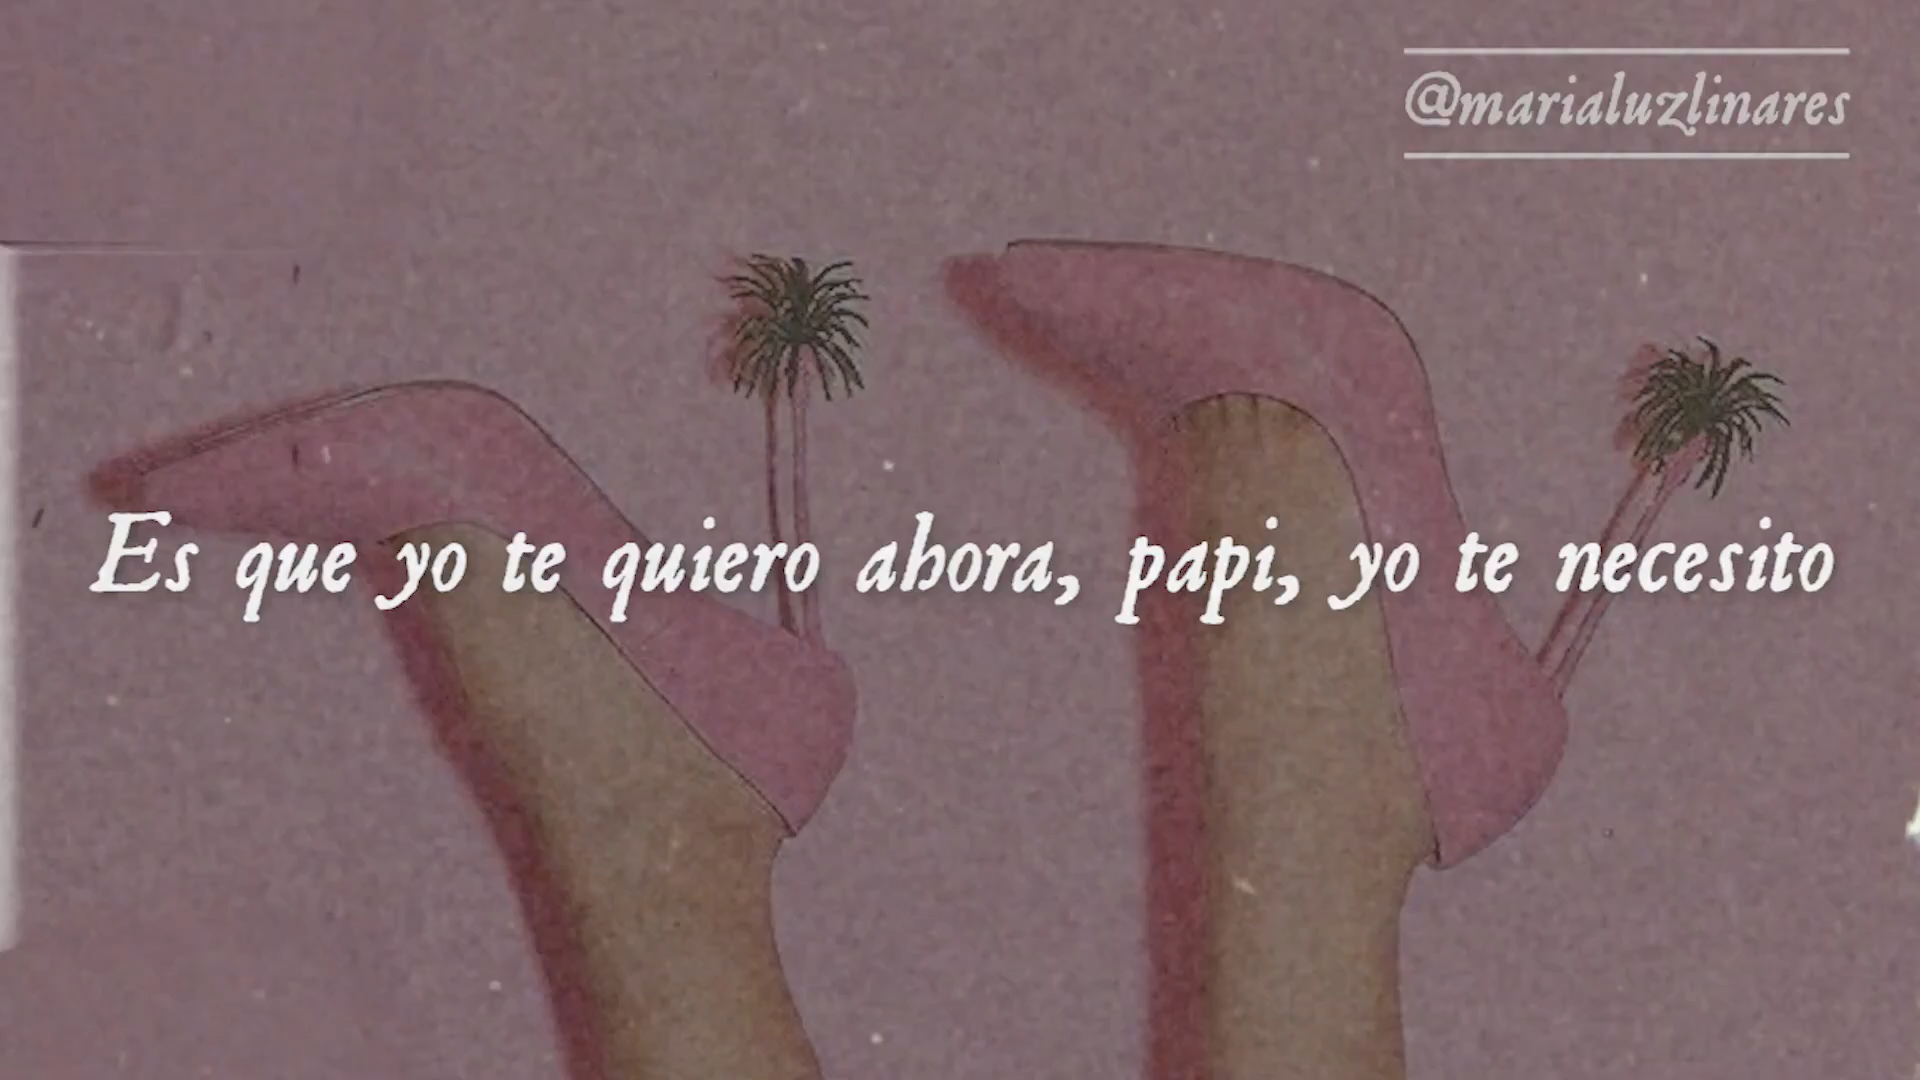 @marialuzlinares
Es que yo te quiero ahora, papi, yo te necesito